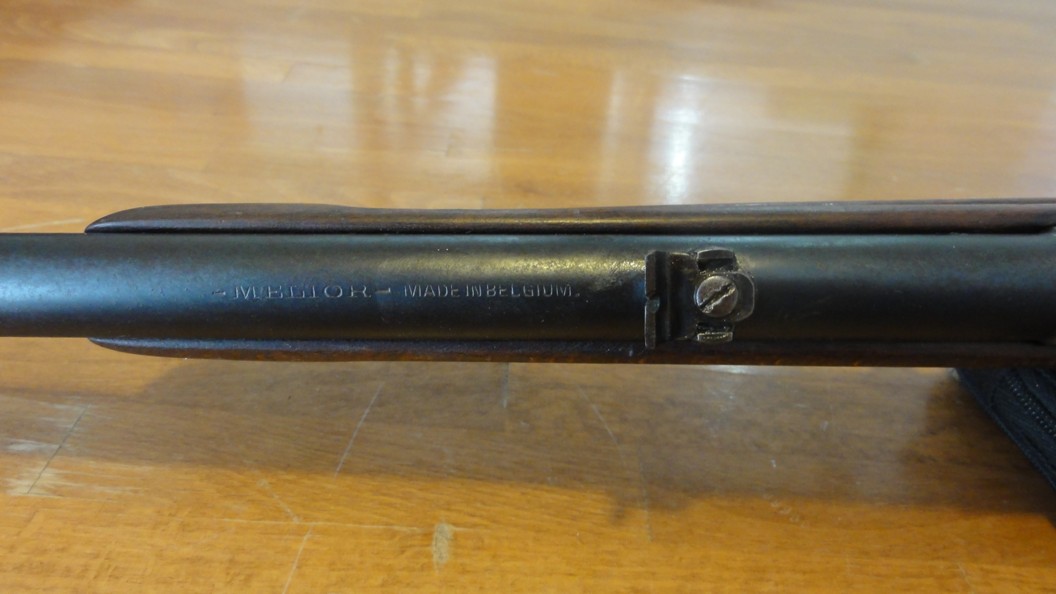 - MELIOR - MADE IN BELGIUM.